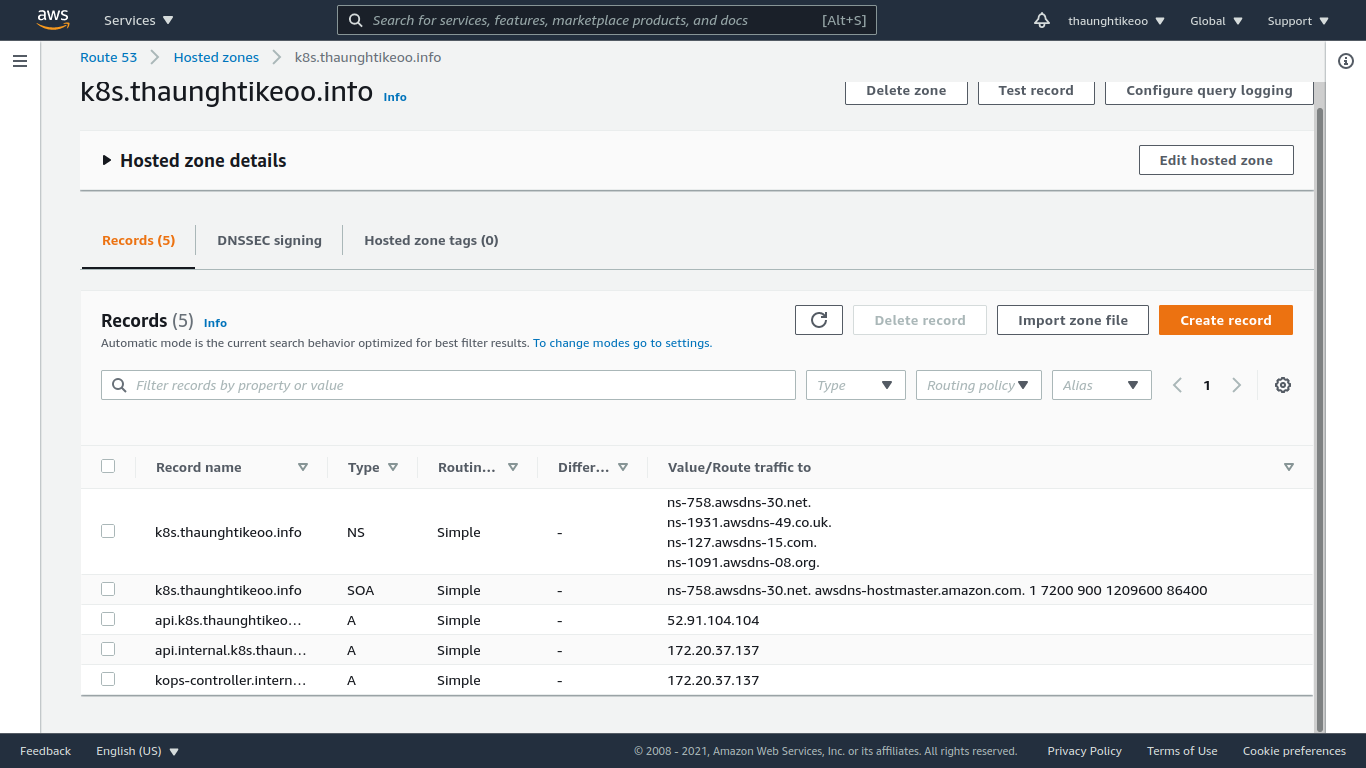 aws Services Search for services, features, marketplace products, and docs [Alt+S] thaunghtikeoo Global Support
Route 53 Hosted zones k8s.thaunghtikeoo.info
k8s.thaunghtikeoo.info Info Delete zone Test record Configure query logging
Hosted zone details Edit hosted zone
Records (5) DNSSEC signing Hosted zone tags (0)
Records (5) Info Delete record Import zone file Create record
Automatic mode is the current search behavior optimized for best filter results. To change modes go to settings.
Filter records by property or value Type Routing policy Alias 1
Record name Type Routin... Differ... Value/Route traffic to
ns-758.awsdns-30.net.
ns-1931.awsdns-49.co.uk.
k8s.thaunghtikeoo.info NS Simple -
ns-127.awsdns-15.com.
ns-1091.awsdns-08.org.
k8s.thaunghtikeoo.info SOA Simple - ns-758.awsdns-30.net. awsdns-hostmaster.amazon.com. 1 7200 900 1209600 86400
api.k8s.thaunghtikeo... A Simple - 52.91.104.104
api.internal.k8s.thaun... A Simple - 172.20.37.137
kops-controller.intern... A Simple - 172.20.37.137
Feedback English (US) © 2008 - 2021, Amazon Web Services, Inc. or its affiliates. All rights reserved. Privacy Policy Terms of Use Cookie preferences